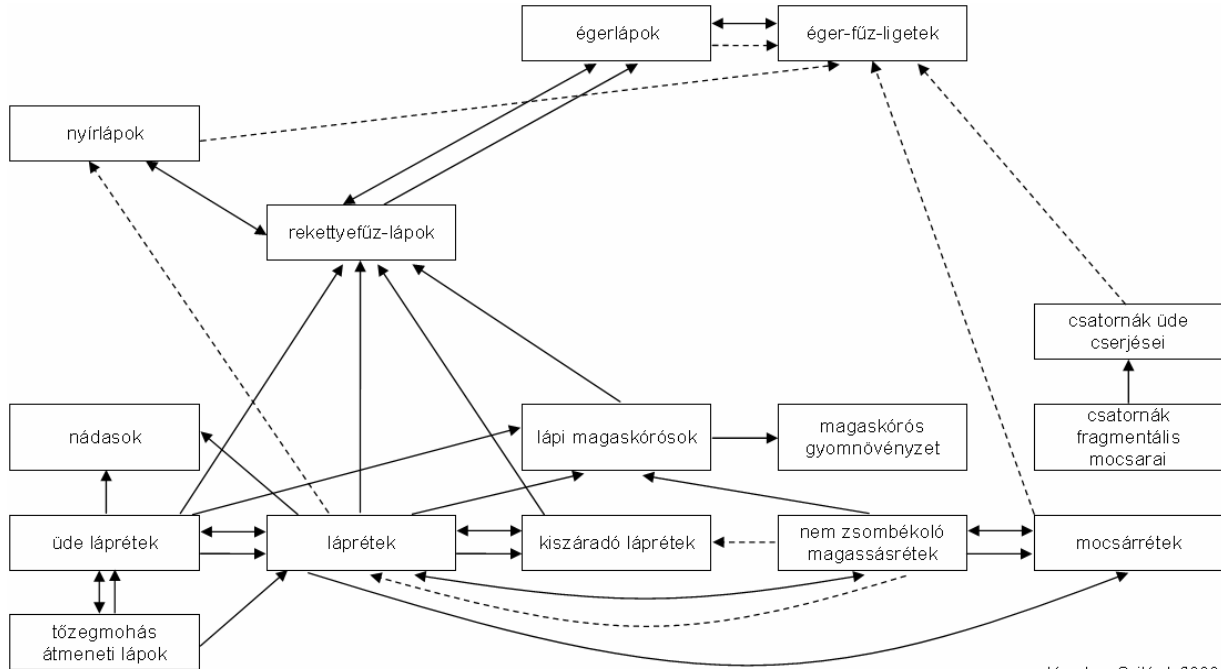 égerlápok
éger-fűz-ligetek
nyírlápok
rekettyefűz-lápok
csatornák üde
cserjései
nádasok
lápi magaskórósok
magaskórós
gyomnövényzet
csatornák
fragmentális
mocsarai
üde láprétek
láprétek
kiszáradó láprétek
nem zsombékoló
magassásrétek
mocsárrétek
tőzegmohás
átmeneti lápok